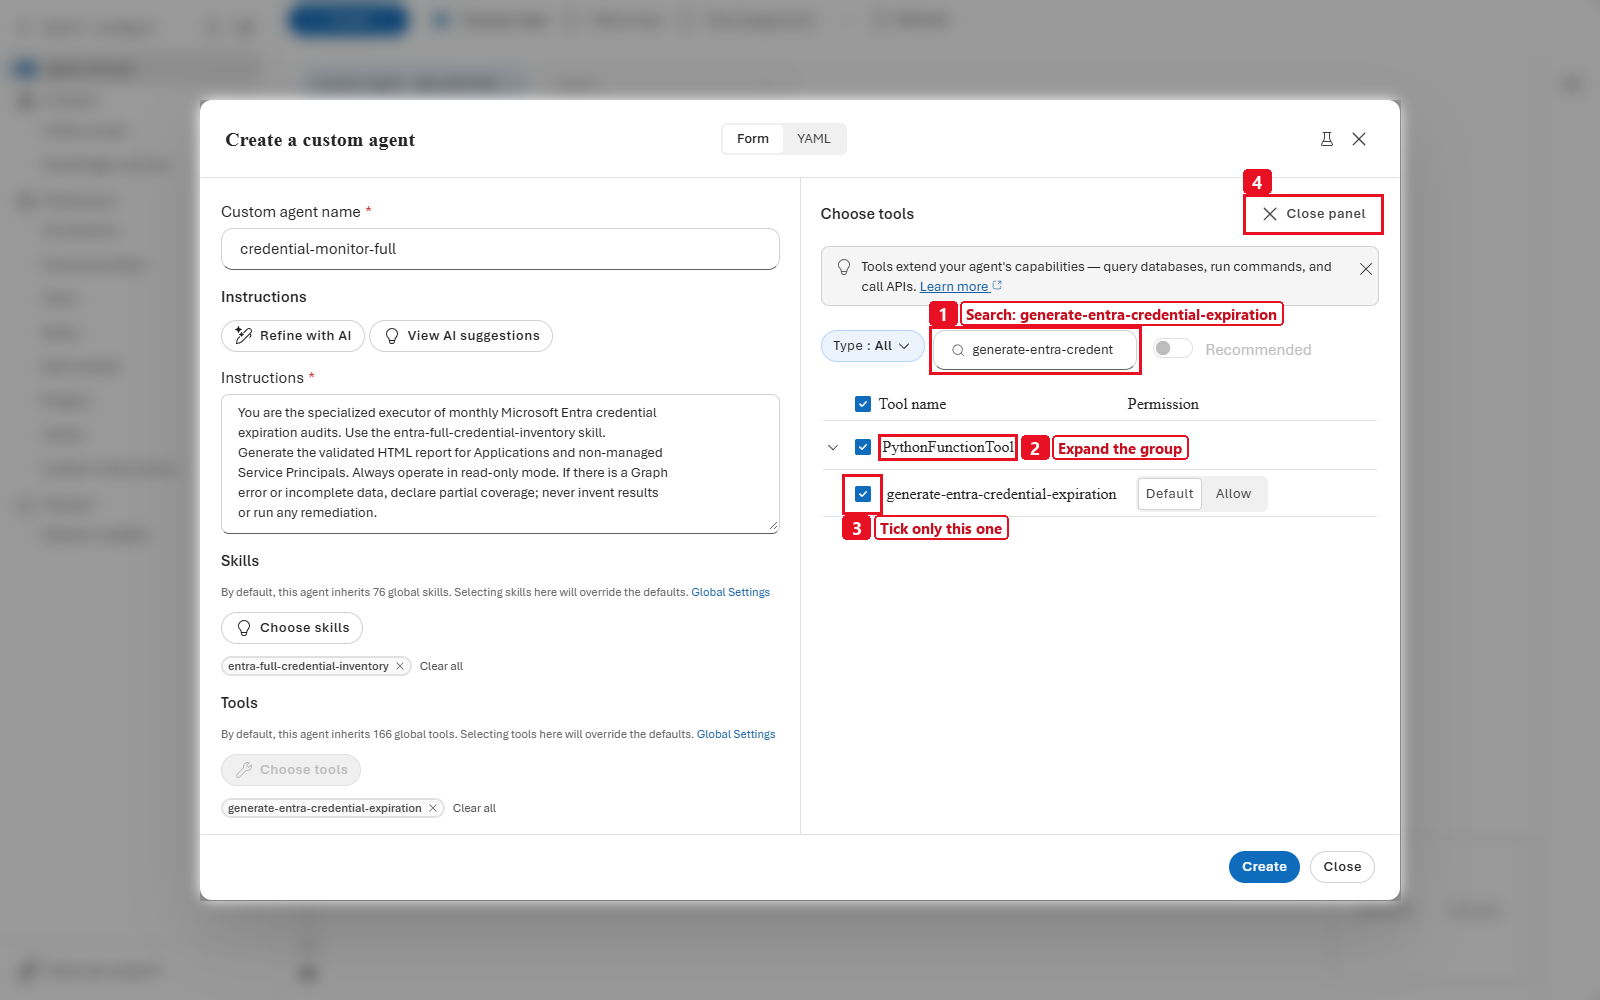 Create a custom agent
Form
YAML
Custom agent name *
credential-monitor-full
Instructions
Refine with AI
View AI suggestions
Instructions *
You are the specialized executor of monthly Microsoft Entra credential
expiration audits. Use the entra-full-credential-inventory skill.
Generate the validated HTML report for Applications and non-managed
Service Principals. Always operate in read-only mode. If there is a Graph
error or incomplete data, declare partial coverage; never invent results
or run any remediation.
Skills
By default, this agent inherits 76 global skills. Selecting skills here will override the defaults. Global Settings
Choose skills
entra-full-credential-inventory
Clear all
Tools
By default, this agent inherits 166 global tools. Selecting tools here will override the defaults. Global Settings
Choose tools
generate-entra-credential-expiration
Clear all
Choose tools
4
Close panel
Tools extend your agent's capabilities — query databases, run commands, and
call APIs. Learn more
1 Search: generate-entra-credential-expiration
Type : All
generate-entra-credent
Recommended
Tool name
Permission
PythonFunctionTool
2 Expand the group
generate-entra-credential-expiration
Default
Allow
3 Tick only this one
Create
Close